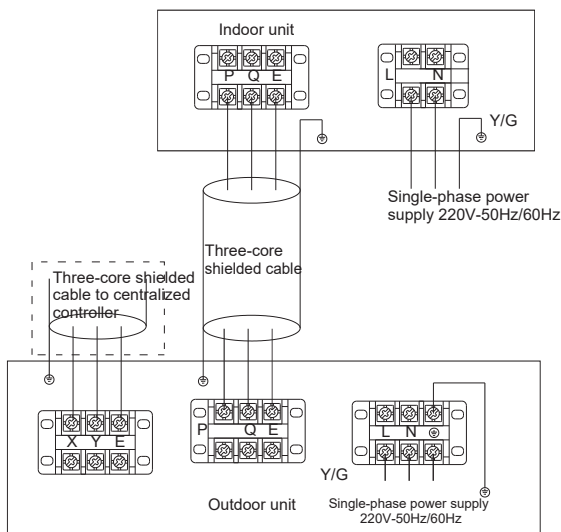 Indoor unit
P Q E
L N
Y/G
Single-phase power
supply 220V-50Hz/60Hz
Three-core
shielded cable
Three-core shielded
cable to centralized
controller
X Y E
P Q E
L N
Y/G
Outdoor unit
Single-phase power supply
220V-50Hz/60Hz